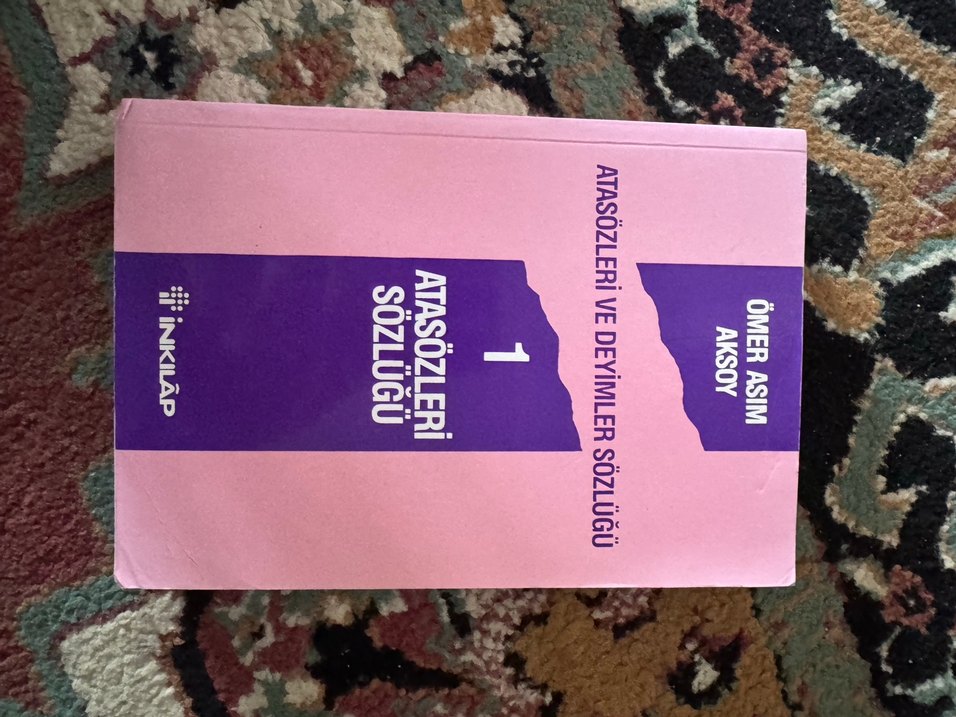 ÖMER ASIM
AKSOY
ATASÖZLERİ VE DEYİMLER SÖZLÜĞÜ
1
ATASÖZLERİ
SÖZLÜĞÜ
İNKILÂP